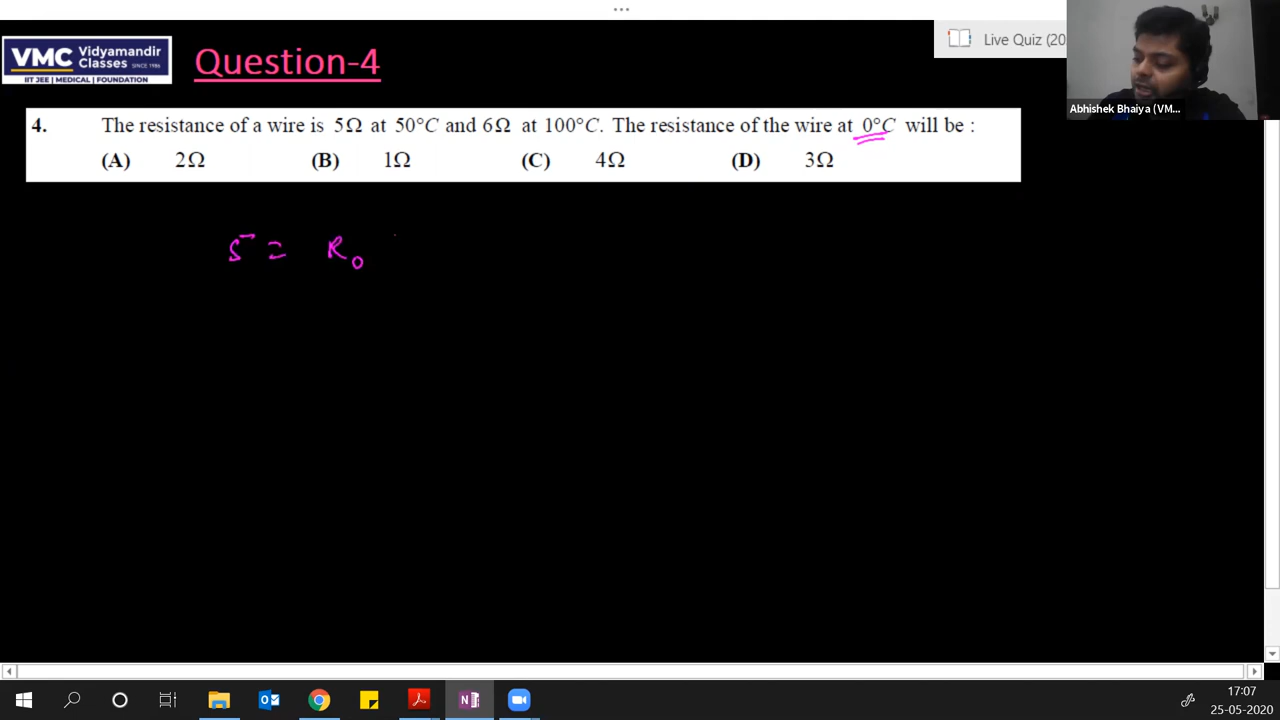 ...
VMC Vidyamandir Classes SINCE 1986
IIT JEE | MEDICAL | FOUNDATION
Question-4
Live Quiz (20
Abhishek Bhaiya (VM...
4. The resistance of a wire is 5Ω at 50°C and 6Ω at 100°C. The resistance of the wire at 0°C will be :
(A) 2Ω (B) 1Ω (C) 4Ω (D) 3Ω
5 = R₀
17:07
25-05-2020